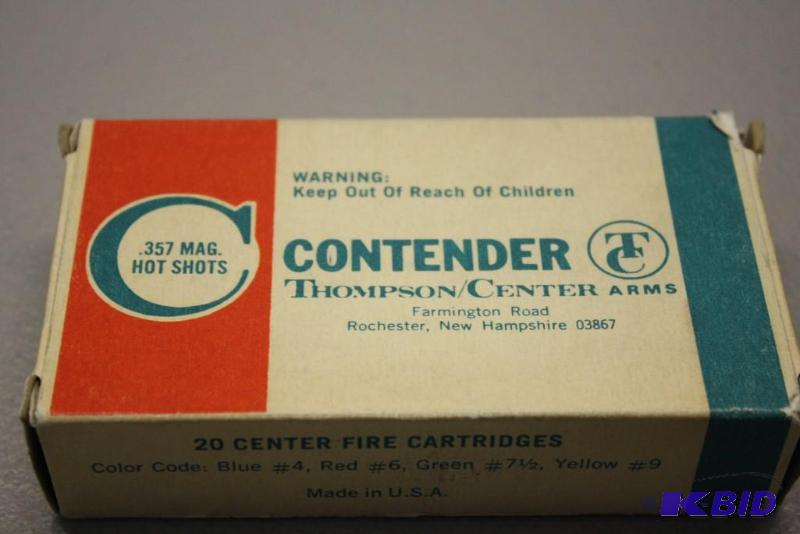 WARNING:
Keep Out Of Reach Of Children
.357 MAG.
HOT SHOTS
CONTENDER TC
THOMPSON/CENTER ARMS
Farmington Road
Rochester, New Hampshire 03867
20 CENTER FIRE CARTRIDGES
Color Code: Blue #4, Red #6, Green #7½, Yellow #9
Made in U.S.A.
K-BID